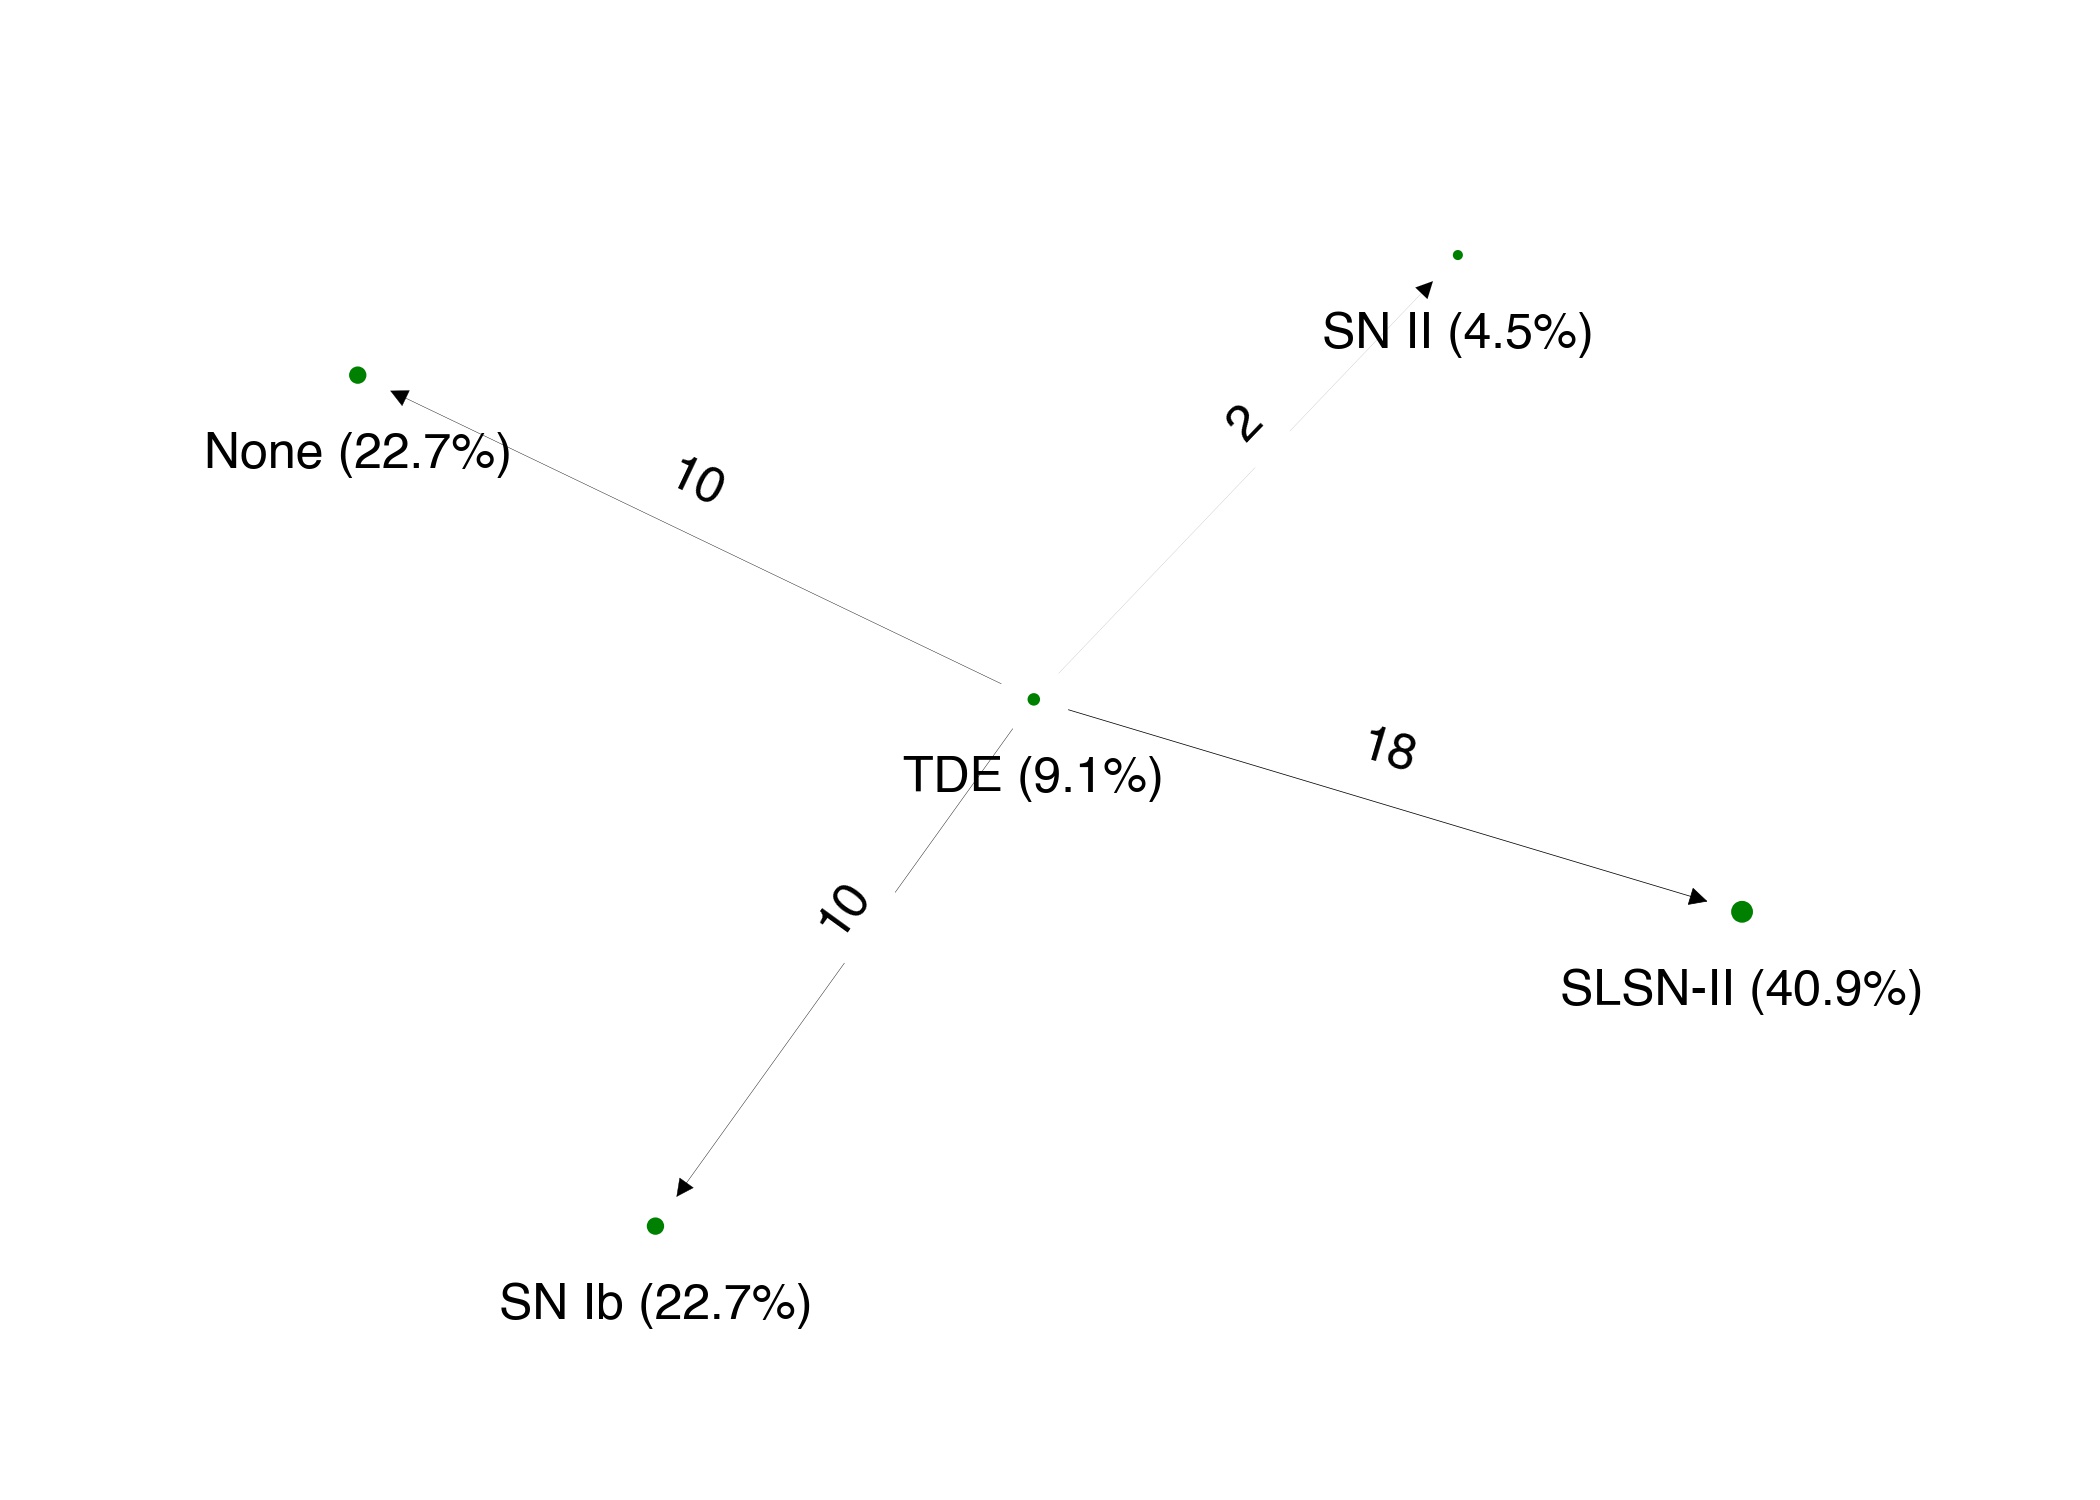 SN II (4.5%)
2
None (22.7%)
10
18
TDE (9.1%)
10
SLSN-II (40.9%)
SN Ib (22.7%)